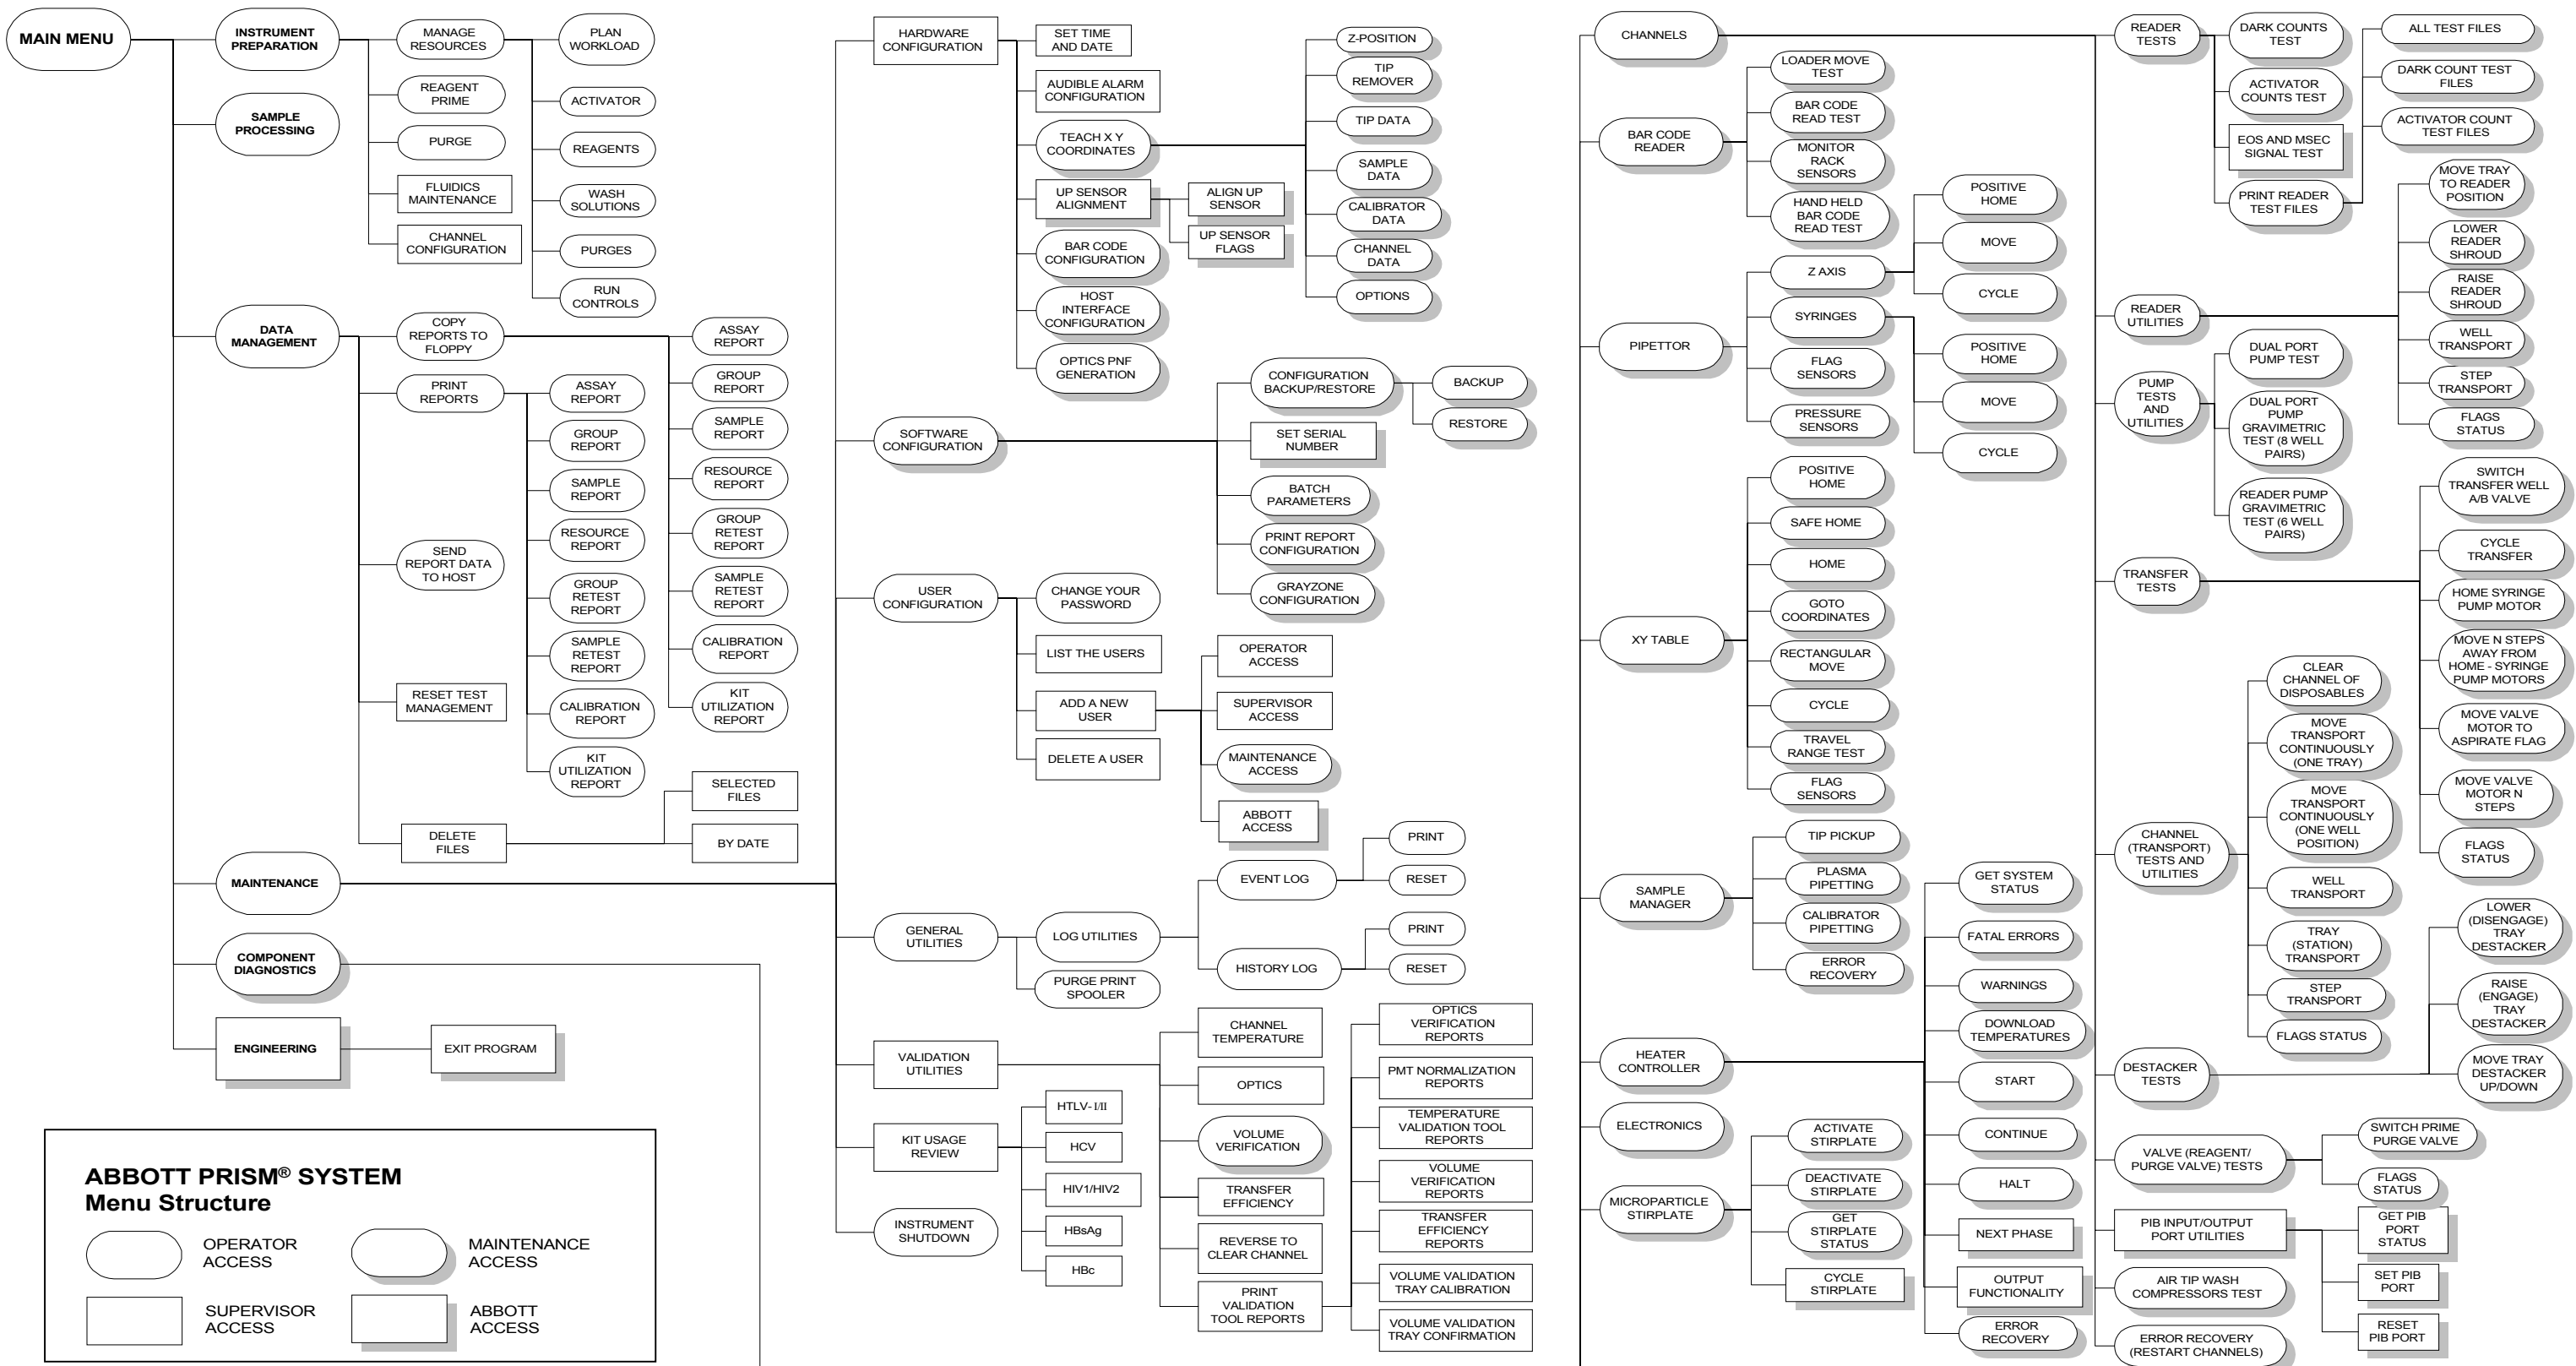 MAIN MENU
INSTRUMENT
PREPARATION
MANAGE
RESOURCES
PLAN
WORKLOAD
REAGENT
PRIME
ACTIVATOR
SAMPLE
PROCESSING
PURGE
REAGENTS
FLUIDICS
MAINTENANCE
WASH
SOLUTIONS
CHANNEL
CONFIGURATION
PURGES
RUN
CONTROLS
DATA
MANAGEMENT
COPY
REPORTS TO
FLOPPY
ASSAY
REPORT
GROUP
REPORT
SAMPLE
REPORT
RESOURCE
REPORT
GROUP
RETEST
REPORT
SAMPLE
RETEST
REPORT
CALIBRATION
REPORT
KIT
UTILIZATION
REPORT
PRINT
REPORTS
ASSAY
REPORT
GROUP
REPORT
SAMPLE
REPORT
RESOURCE
REPORT
GROUP
RETEST
REPORT
SAMPLE
RETEST
REPORT
CALIBRATION
REPORT
KIT
UTILIZATION
REPORT
SEND
REPORT DATA
TO HOST
RESET TEST
MANAGEMENT
DELETE
FILES
SELECTED
FILES
BY DATE
MAINTENANCE
COMPONENT
DIAGNOSTICS
ENGINEERING
EXIT PROGRAM
ABBOTT PRISM® SYSTEM
Menu Structure
OPERATOR
ACCESS
MAINTENANCE
ACCESS
SUPERVISOR
ACCESS
ABBOTT
ACCESS
HARDWARE
CONFIGURATION
SET TIME
AND DATE
AUDIBLE ALARM
CONFIGURATION
TEACH X Y
COORDINATES
Z-POSITION
TIP
REMOVER
TIP DATA
SAMPLE
DATA
CALIBRATOR
DATA
CHANNEL
DATA
OPTIONS
UP SENSOR
ALIGNMENT
ALIGN UP
SENSOR
UP SENSOR
FLAGS
BAR CODE
CONFIGURATION
HOST
INTERFACE
CONFIGURATION
OPTICS PNF
GENERATION
SOFTWARE
CONFIGURATION
CONFIGURATION
BACKUP/RESTORE
BACKUP
RESTORE
SET SERIAL
NUMBER
BATCH
PARAMETERS
PRINT REPORT
CONFIGURATION
GRAYZONE
CONFIGURATION
USER
CONFIGURATION
CHANGE YOUR
PASSWORD
LIST THE USERS
ADD A NEW
USER
OPERATOR
ACCESS
SUPERVISOR
ACCESS
MAINTENANCE
ACCESS
ABBOTT
ACCESS
DELETE A USER
GENERAL
UTILITIES
LOG UTILITIES
EVENT LOG
PRINT
RESET
HISTORY LOG
PRINT
RESET
PURGE PRINT
SPOOLER
VALIDATION
UTILITIES
CHANNEL
TEMPERATURE
OPTICS
VOLUME
VERIFICATION
TRANSFER
EFFICIENCY
REVERSE TO
CLEAR CHANNEL
PRINT
VALIDATION
TOOL REPORTS
OPTICS
VERIFICATION
REPORTS
PMT NORMALIZATION
REPORTS
TEMPERATURE
VALIDATION TOOL
REPORTS
VOLUME
VERIFICATION
REPORTS
TRANSFER
EFFICIENCY
REPORTS
VOLUME VALIDATION
TRAY CALIBRATION
VOLUME VALIDATION
TRAY CONFIRMATION
KIT USAGE
REVIEW
HTLV-I/II
HCV
HIV1/HIV2
HBsAg
HBc
INSTRUMENT
SHUTDOWN
CHANNELS
BAR CODE
READER
LOADER MOVE
TEST
BAR CODE
READ TEST
MONITOR
RACK
SENSORS
HAND HELD
BAR CODE
READ TEST
PIPETTOR
Z AXIS
POSITIVE
HOME
MOVE
CYCLE
SYRINGES
POSITIVE
HOME
MOVE
CYCLE
FLAG
SENSORS
PRESSURE
SENSORS
XY TABLE
POSITIVE
HOME
SAFE HOME
HOME
GOTO
COORDINATES
RECTANGULAR
MOVE
CYCLE
TRAVEL
RANGE TEST
FLAG
SENSORS
SAMPLE
MANAGER
TIP PICKUP
PLASMA
PIPETTING
CALIBRATOR
PIPETTING
ERROR
RECOVERY
HEATER
CONTROLLER
GET SYSTEM
STATUS
FATAL ERRORS
WARNINGS
DOWNLOAD
TEMPERATURES
START
CONTINUE
HALT
NEXT PHASE
OUTPUT
FUNCTIONALITY
ERROR
RECOVERY
ELECTRONICS
MICROPARTICLE
STIRPLATE
ACTIVATE
STIRPLATE
DEACTIVATE
STIRPLATE
GET
STIRPLATE
STATUS
CYCLE
STIRPLATE
READER
TESTS
DARK COUNTS
TEST
ACTIVATOR
COUNTS TEST
EOS AND MSEC
SIGNAL TEST
PRINT READER
TEST FILES
ALL TEST FILES
DARK COUNT TEST
FILES
ACTIVATOR COUNT
TEST FILES
READER
UTILITIES
MOVE TRAY
TO READER
POSITION
LOWER
READER
SHROUD
RAISE
READER
SHROUD
WELL
TRANSPORT
STEP
TRANSPORT
FLAGS
STATUS
PUMP
TESTS
AND
UTILITIES
DUAL PORT
PUMP TEST
DUAL PORT
PUMP
GRAVIMETRIC
TEST (8 WELL
PAIRS)
READER PUMP
GRAVIMETRIC
TEST (6 WELL
PAIRS)
TRANSFER
TESTS
SWITCH
TRANSFER WELL
A/B VALVE
CYCLE
TRANSFER
HOME SYRINGE
PUMP MOTOR
MOVE N STEPS
AWAY FROM
HOME - SYRINGE
PUMP MOTORS
MOVE VALVE
MOTOR TO
ASPIRATE FLAG
MOVE VALVE
MOTOR N
STEPS
FLAGS
STATUS
CHANNEL
(TRANSPORT)
TESTS AND
UTILITIES
CLEAR
CHANNEL OF
DISPOSABLES
MOVE
TRANSPORT
CONTINUOUSLY
(ONE TRAY)
MOVE
TRANSPORT
CONTINUOUSLY
(ONE WELL
POSITION)
WELL
TRANSPORT
TRAY
(STATION)
TRANSPORT
STEP
TRANSPORT
FLAGS STATUS
DESTACKER
TESTS
LOWER
(DISENGAGE)
TRAY
DESTACKER
RAISE
(ENGAGE)
TRAY
DESTACKER
MOVE TRAY
DESTACKER
UP/DOWN
VALVE (REAGENT/
PURGE VALVE) TESTS
SWITCH PRIME
PURGE VALVE
FLAGS
STATUS
PIB INPUT/OUTPUT
PORT UTILITIES
GET PIB
PORT
STATUS
SET PIB
PORT
RESET
PIB PORT
AIR TIP WASH
COMPRESSORS TEST
ERROR RECOVERY
(RESTART CHANNELS)